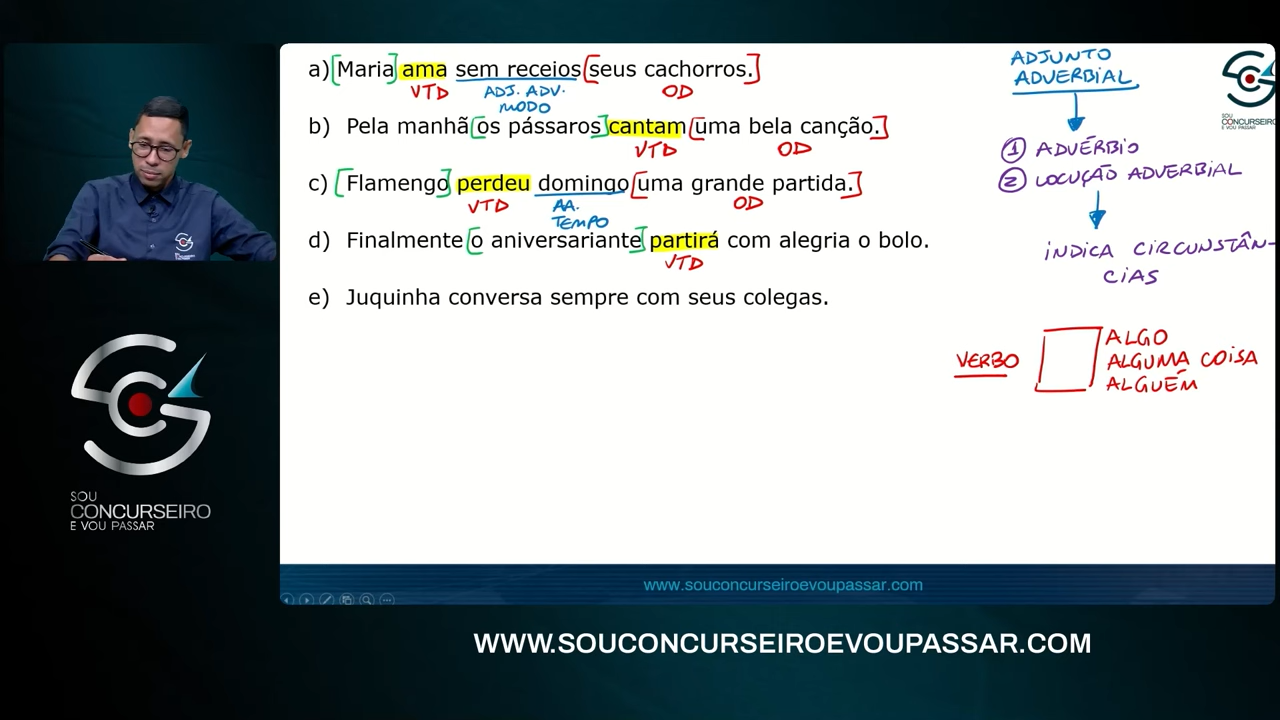 a) Maria ama sem receios seus cachorros.
VTD ADJ. ADV. OD
MODO
b) Pela manhã os pássaros cantam uma bela canção.
VTD OD
c) Flamengo perdeu domingo uma grande partida.
VTD AA. OD
TEMPO
d) Finalmente o aniversariante partirá com alegria o bolo.
VTD
e) Juquinha conversa sempre com seus colegas.
ADJUNTO
ADVERBIAL
1 ADVÉRBIO
2 LOCUÇÃO ADVERBIAL
INDICA CIRCUNSTÂN-
CIAS
VERBO
ALGO
ALGUMA COISA
ALGUÉM
SOU
CONCURSEIRO
E VOU PASSAR
SOU
CONCURSEIRO
E VOU PASSAR
www.souconcurseiroevoupassar.com
WWW.SOUCONCURSEIROEVOUPASSAR.COM